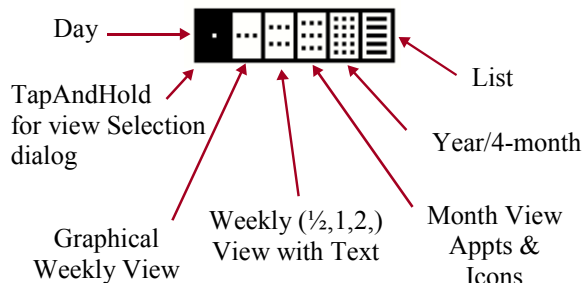 Day
List
TapAndHold
for view Selection
dialog
Year/4-month
Graphical
Weekly View
Weekly (½,1,2,)
View with Text
Month View
Appts &
Icons